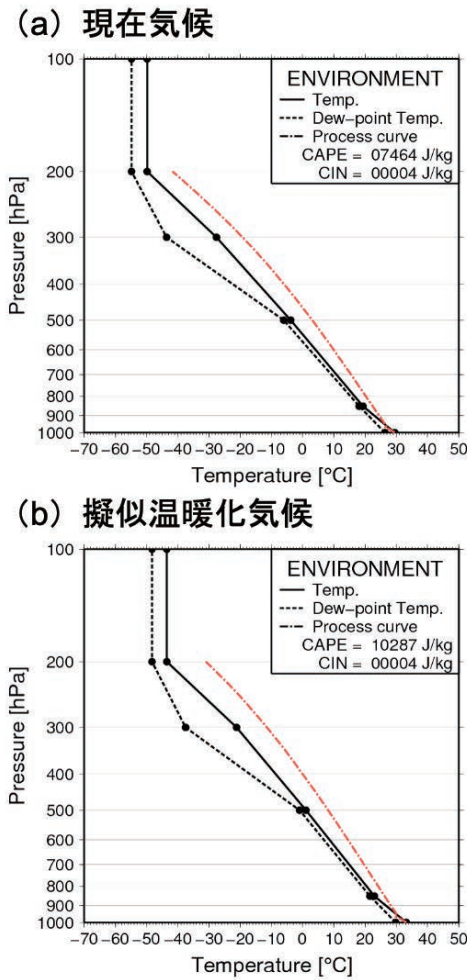 (a) 現在気候
100
200
300
400
500
600
700
800
900
1000
Pressure [hPa]
ENVIRONMENT
Temp.
Dew-point Temp.
Process curve
CAPE = 07464 J/kg
CIN = 00004 J/kg
-70 -60 -50 -40 -30 -20 -10 0 10 20 30 40 50
Temperature [°C]
(b) 擬似温暖化気候
100
200
300
400
500
600
700
800
900
1000
Pressure [hPa]
ENVIRONMENT
Temp.
Dew-point Temp.
Process curve
CAPE = 10287 J/kg
CIN = 00004 J/kg
-70 -60 -50 -40 -30 -20 -10 0 10 20 30 40 50
Temperature [°C]